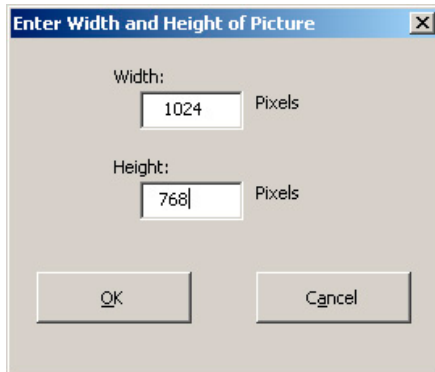 Enter Width and Height of Picture
Width:
1024 Pixels
Height:
768 Pixels
OK Cancel